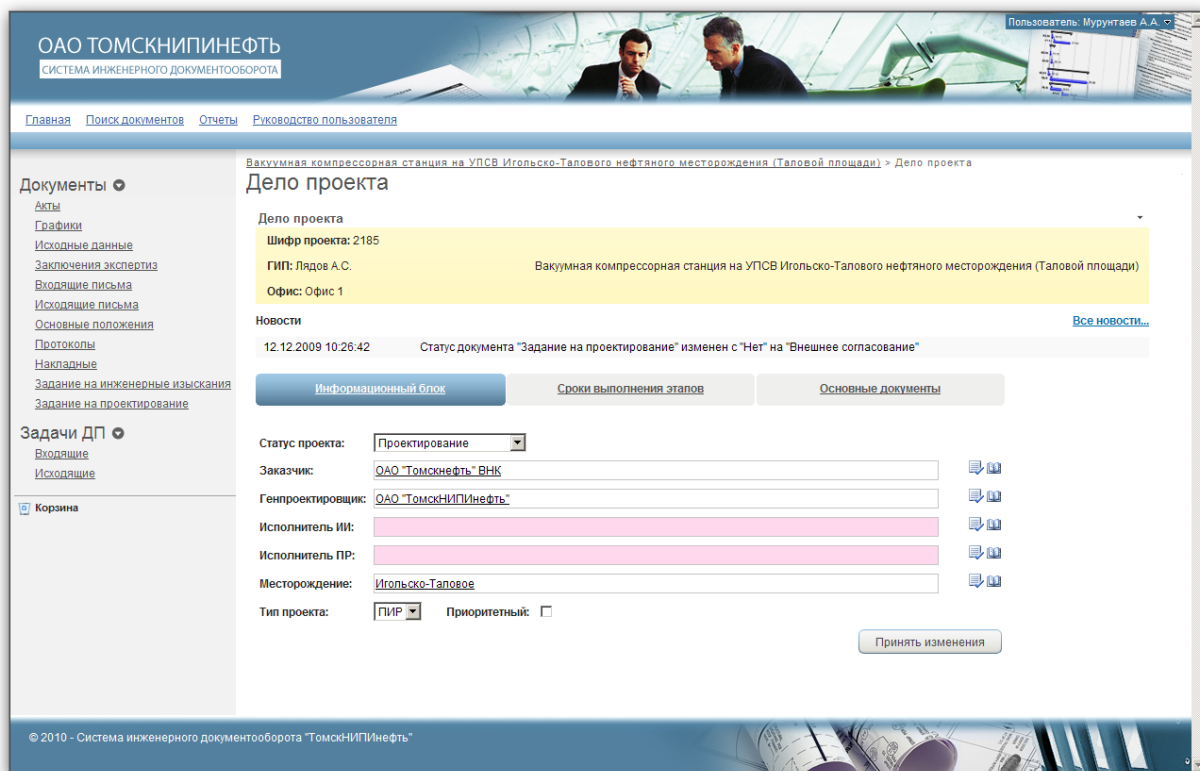 Пользователь: Мурунтаев А.А.
ОАО ТОМСКНИПИНЕФТЬ
СИСТЕМА ИНЖЕНЕРНОГО ДОКУМЕНТООБОРОТА
Главная Поиск документов Отчеты Руководство пользователя
Вакуумная компрессорная станция на УПСВ Игольско-Талового нефтяного месторождения (Таловой площади) > Дело проекта
Дело проекта
Документы
Акты
Графики
Исходные данные
Заключения экспертиз
Входящие письма
Исходящие письма
Основные положения
Протоколы
Накладные
Задание на инженерные изыскания
Задание на проектирование
Задачи ДП
Входящие
Исходящие
Корзина
Дело проекта
Шифр проекта: 2185
ГИП: Лядов А.С. Вакуумная компрессорная станция на УПСВ Игольско-Талового нефтяного месторождения (Таловой площади)
Офис: Офис 1
Новости Все новости...
12.12.2009 10:26:42 Статус документа "Задание на проектирование" изменен с "Нет" на "Внешнее согласование"
Информационный блок Сроки выполнения этапов Основные документы
Статус проекта: Проектирование
Заказчик: ОАО "Томскнефть" ВНК
Генпроектировщик: ОАО "ТомскНИПИнефть"
Исполнитель ИИ:
Исполнитель ПР:
Месторождение: Игольско-Таловое
Тип проекта: ПИР Приоритетный:
Принять изменения
© 2010 - Система инженерного документооборота "ТомскНИПИнефть"